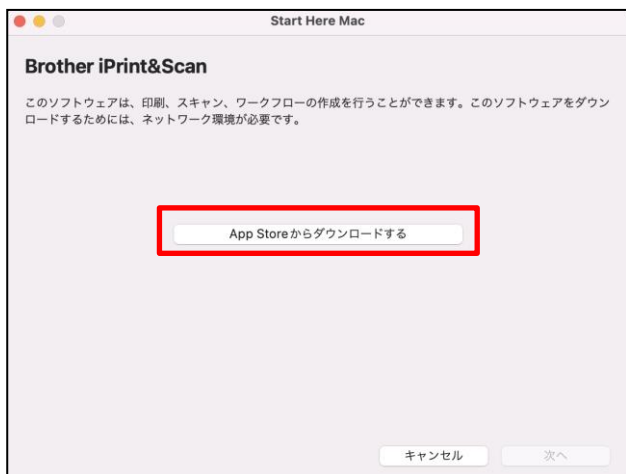 Start Here Mac
Brother iPrint&Scan
このソフトウェアは、印刷、スキャン、ワークフローの作成を行うことができます。このソフトウェアをダウン
ロードするためには、ネットワーク環境が必要です。
App Storeからダウンロードする
キャンセル
次へ